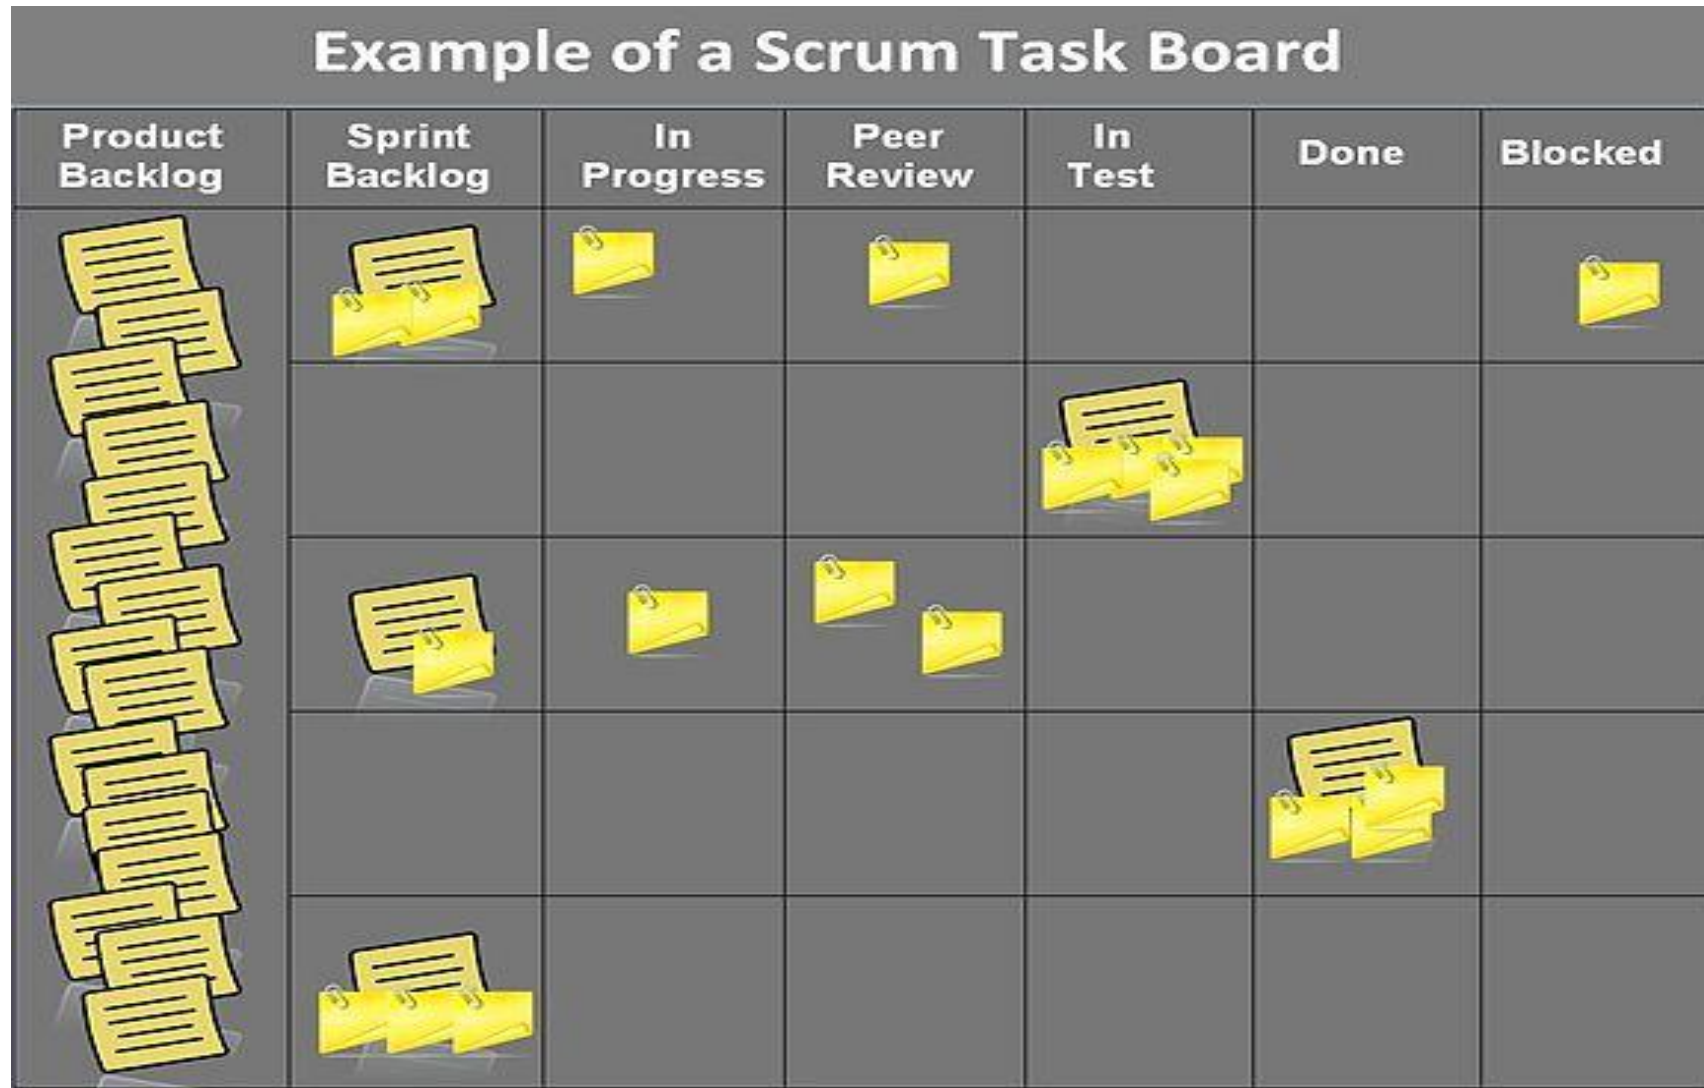 Example of a Scrum Task Board
Product
Backlog
Sprint
Backlog
In
Progress
Peer
Review
In
Test
Done
Blocked